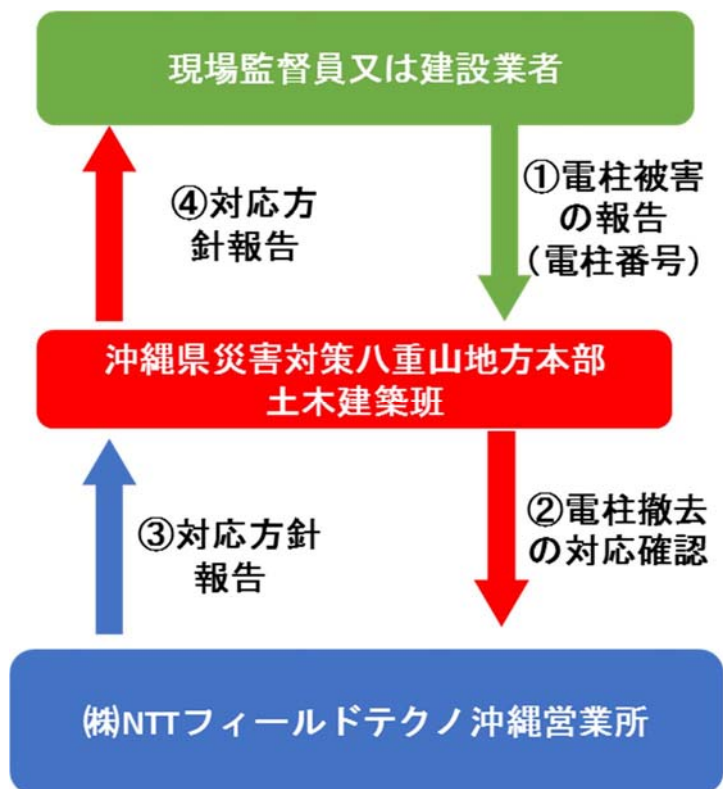 現場監督員又は建設業者
①電柱被害
の報告
（電柱番号）
④対応方
針報告
沖縄県災害対策八重山地方本部
土木建築班
②電柱撤去
の対応確認
③対応方針
報告
㈱NTTフィールドテクノ沖縄営業所